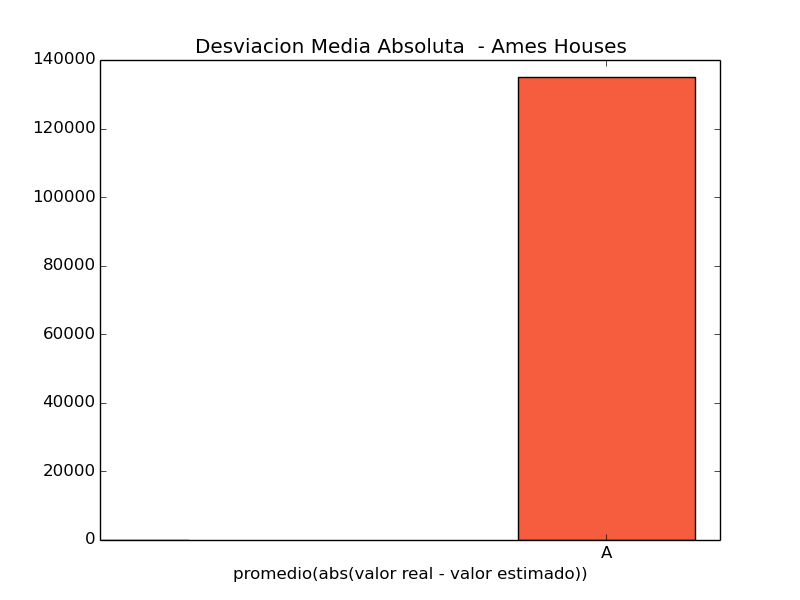 Desviacion Media Absoluta  - Ames Houses
140000
120000
100000
80000
60000
40000
20000
0
A
promedio(abs(valor real - valor estimado))